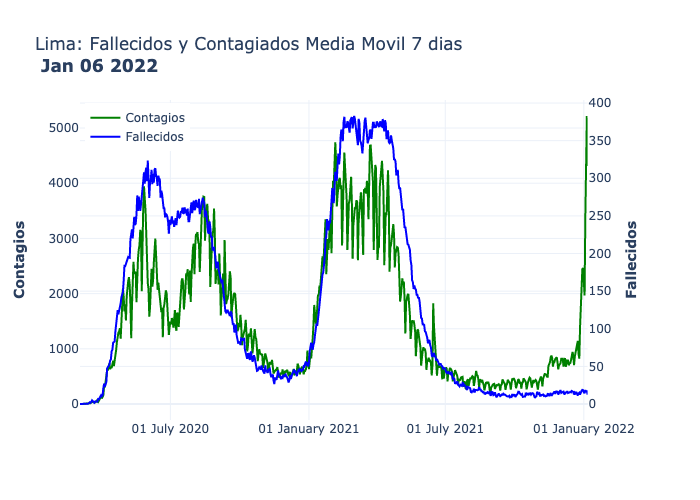 Lima: Fallecidos y Contagiados Media Movil 7 dias
Jan 06 2022
Contagios
Fallecidos
5000
4000
3000
2000
1000
0
400
350
300
250
200
150
100
50
0
Contagios
Fallecidos
01 July 2020
01 January 2021
01 July 2021
01 January 2022